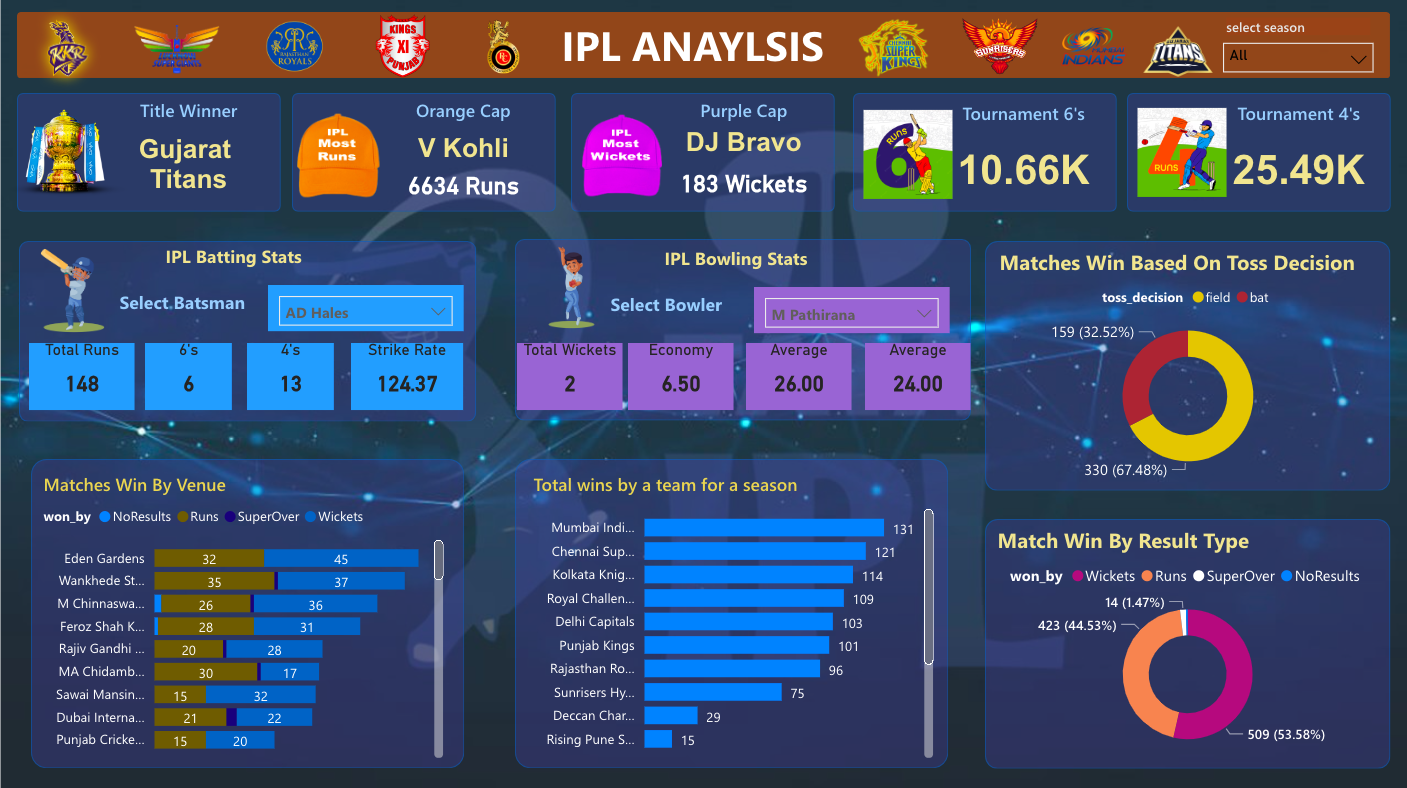 KINGS
XI
PUNJAB
RAJASTHAN
ROYALS
IPL ANAYLSIS
CHENNAI
SUPER
KINGS
SUNRISERS
MUMBAI
INDIANS
TITANS
select season
All
Title Winner
Gujarat
Titans
IPL
Most
Runs
Orange Cap
V Kohli
6634 Runs
IPL
Most
Wickets
Purple Cap
DJ Bravo
183 Wickets
6
RUNS
Tournament 6's
10.66K
4
RUNS
Tournament 4's
25.49K
IPL Batting Stats
Select Batsman
AD Hales
Total Runs
148
6's
6
4's
13
Strike Rate
124.37
IPL Bowling Stats
Select Bowler
M Pathirana
Total Wickets
2
Economy
6.50
Average
26.00
Average
24.00
Matches Win Based On Toss Decision
toss_decision field bat
159 (32.52%)
330 (67.48%)
Matches Win By Venue
won_by NoResults Runs SuperOver Wickets
Eden Gardens 32 45
Wankhede St... 35 37
M Chinnaswa... 26 36
Feroz Shah K... 28 31
Rajiv Gandhi ... 20 28
MA Chidamb... 30 17
Sawai Mansin... 15 32
Dubai Interna... 21 22
Punjab Cricke... 15 20
Total wins by a team for a season
Mumbai Indi... 131
Chennai Sup... 121
Kolkata Knig... 114
Royal Challen... 109
Delhi Capitals 103
Punjab Kings 101
Rajasthan Ro... 96
Sunrisers Hy... 75
Deccan Char... 29
Rising Pune S... 15
Match Win By Result Type
won_by Wickets Runs SuperOver NoResults
14 (1.47%)
423 (44.53%)
509 (53.58%)
IPL